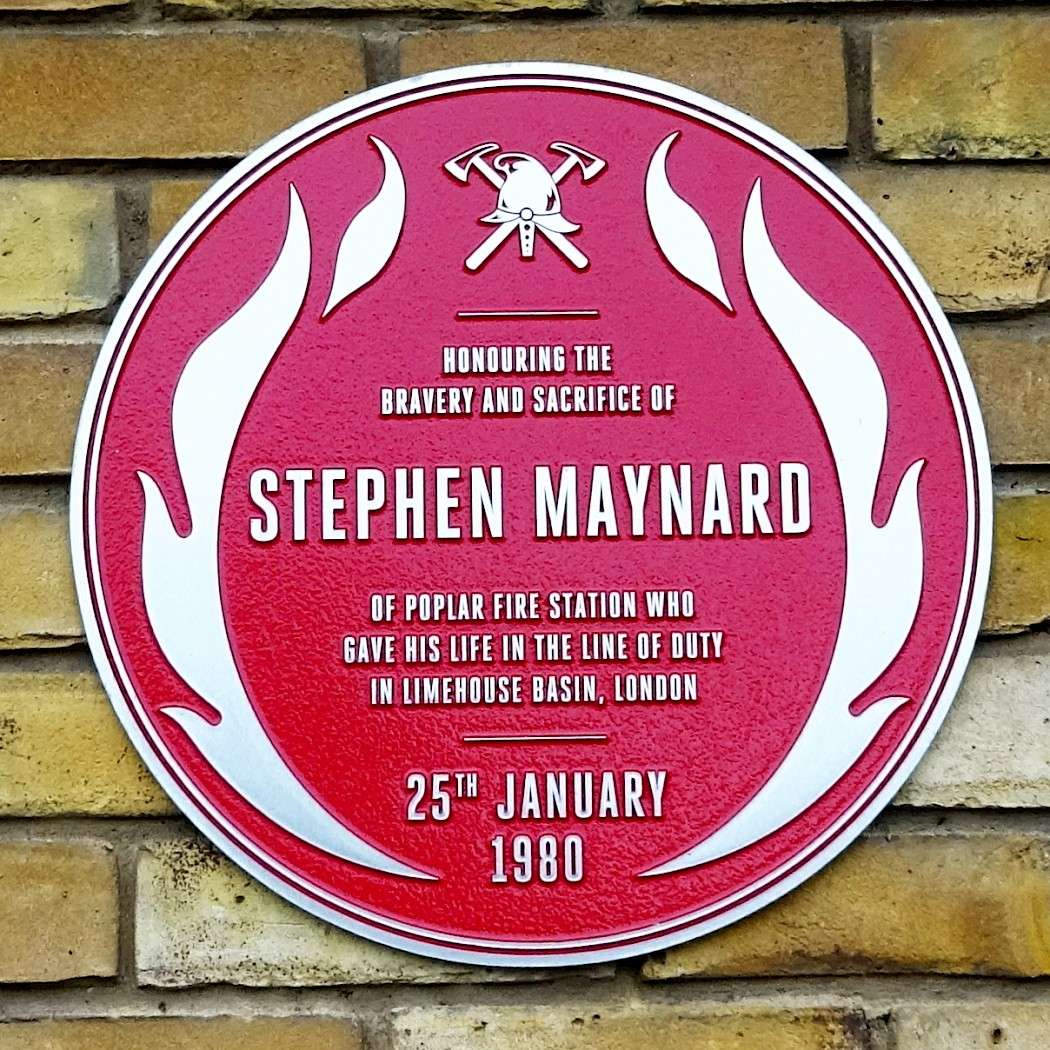 HONOURING THE
BRAVERY AND SACRIFICE OF
STEPHEN MAYNARD
OF POPLAR FIRE STATION WHO
GAVE HIS LIFE IN THE LINE OF DUTY
IN LIMEHOUSE BASIN, LONDON
25TH JANUARY
1980